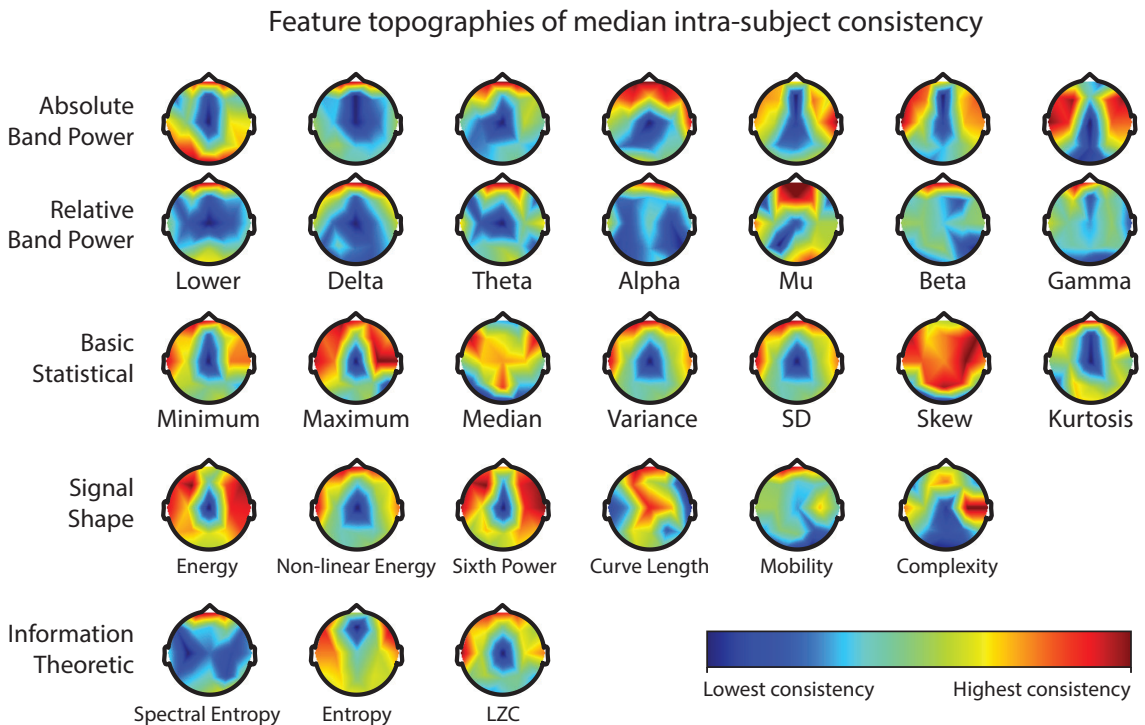 Feature topographies of median intra-subject consistency
Absolute
Band Power
Relative
Band Power
Lower Delta Theta Alpha Mu Beta Gamma
Basic
Statistical
Minimum Maximum Median Variance SD Skew Kurtosis
Signal
Shape
Energy Non-linear Energy Sixth Power Curve Length Mobility Complexity
Information
Theoretic
Spectral Entropy Entropy LZC
Lowest consistency Highest consistency